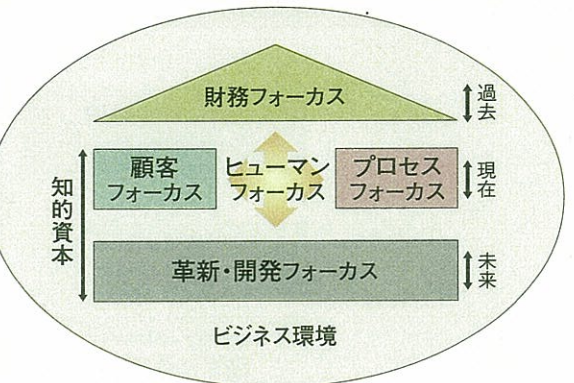 財務フォーカス
過去
顧客
フォーカス
ヒューマン
フォーカス
プロセス
フォーカス
現在
知的資本
革新・開発フォーカス
未来
ビジネス環境